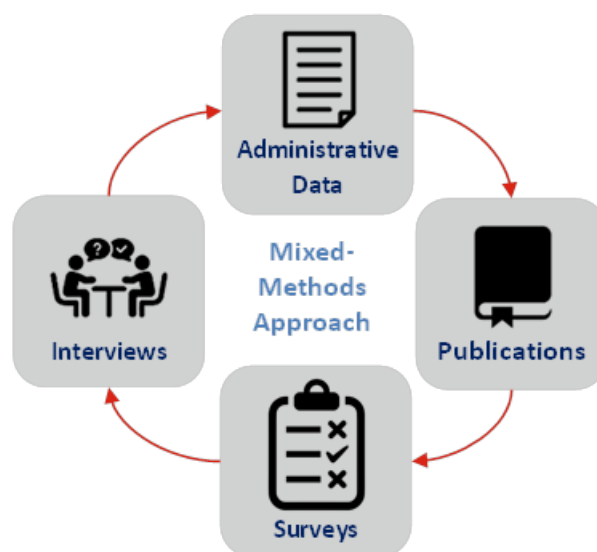 Administrative
Data
Mixed-
Methods
Approach
Interviews
Publications
Surveys